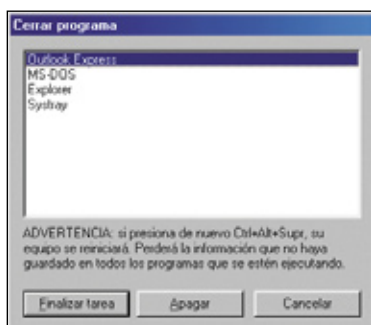 Cerrar programa
Outlook Express
MS-DOS
Explorer
Systray
ADVERTENCIA: si presiona de nuevo Ctrl+Alt+Supr, su
equipo se reiniciará. Perderá la información que no haya
guardado en todos los programas que se estén ejecutando.
Finalizar tarea Apagar Cancelar